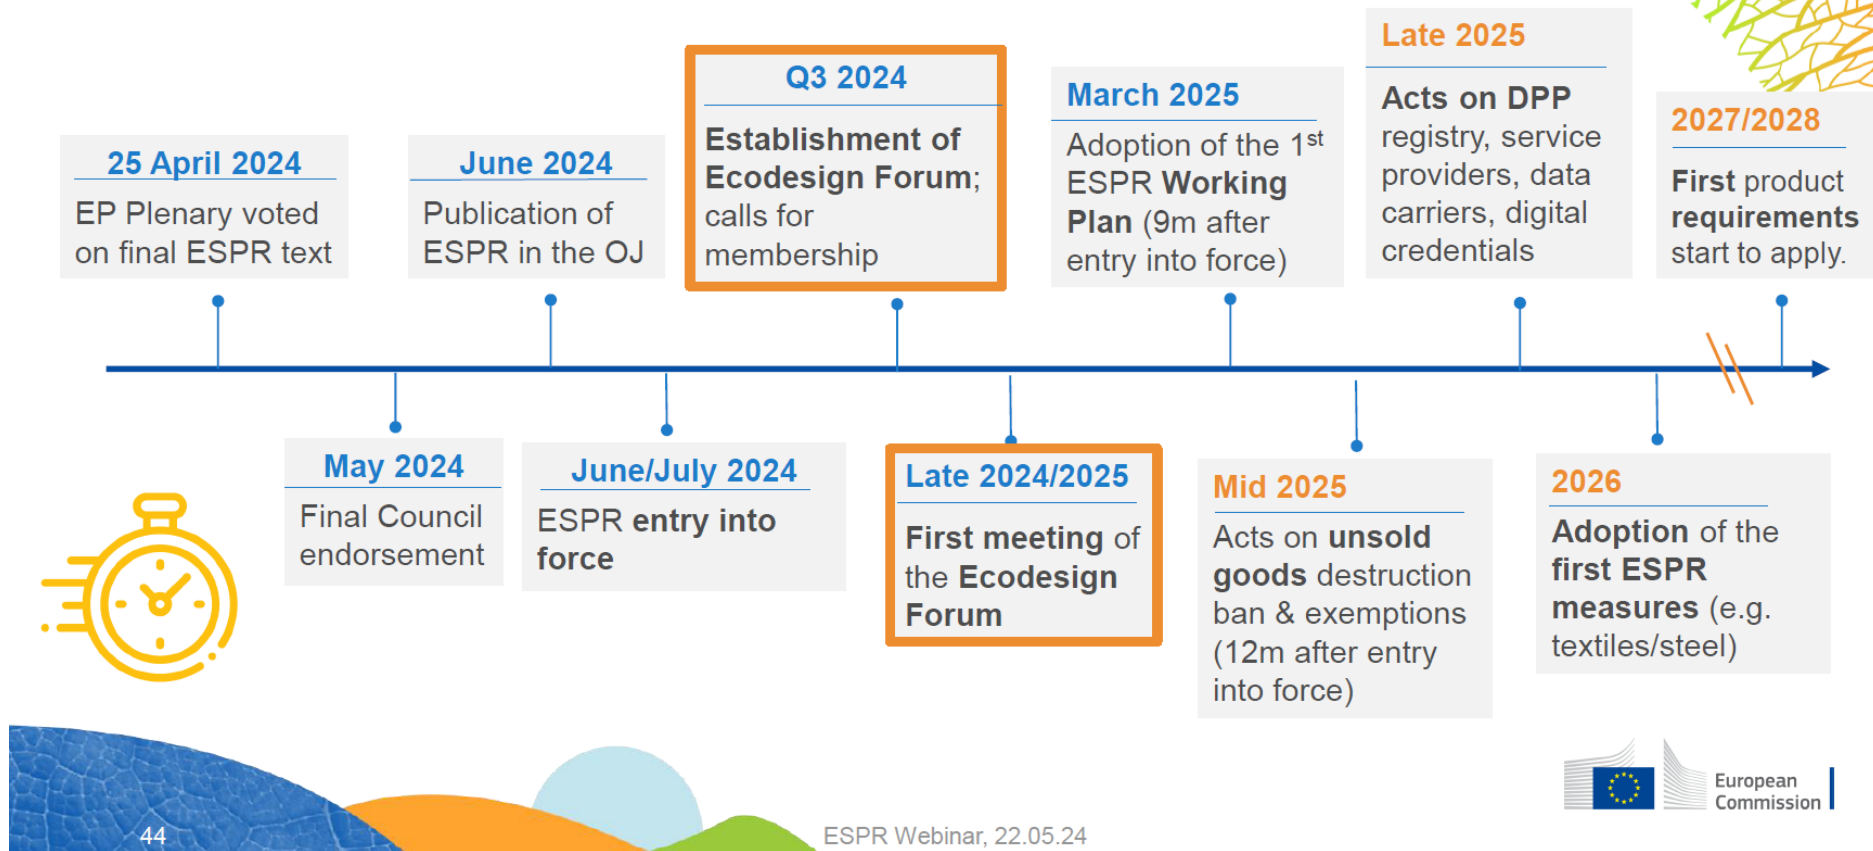 25 April 2024
EP Plenary voted
on final ESPR text
May 2024
Final Council
endorsement
June 2024
Publication of
ESPR in the OJ
June/July 2024
ESPR entry into
force
Q3 2024
Establishment of
Ecodesign Forum;
calls for
membership
Late 2024/2025
First meeting of
the Ecodesign
Forum
March 2025
Adoption of the 1st
ESPR Working
Plan (9m after
entry into force)
Mid 2025
Acts on unsold
goods destruction
ban & exemptions
(12m after entry
into force)
Late 2025
Acts on DPP
registry, service
providers, data
carriers, digital
credentials
2026
Adoption of the
first ESPR
measures (e.g.
textiles/steel)
2027/2028
First product
requirements
start to apply.
44
ESPR Webinar, 22.05.24
European
Commission